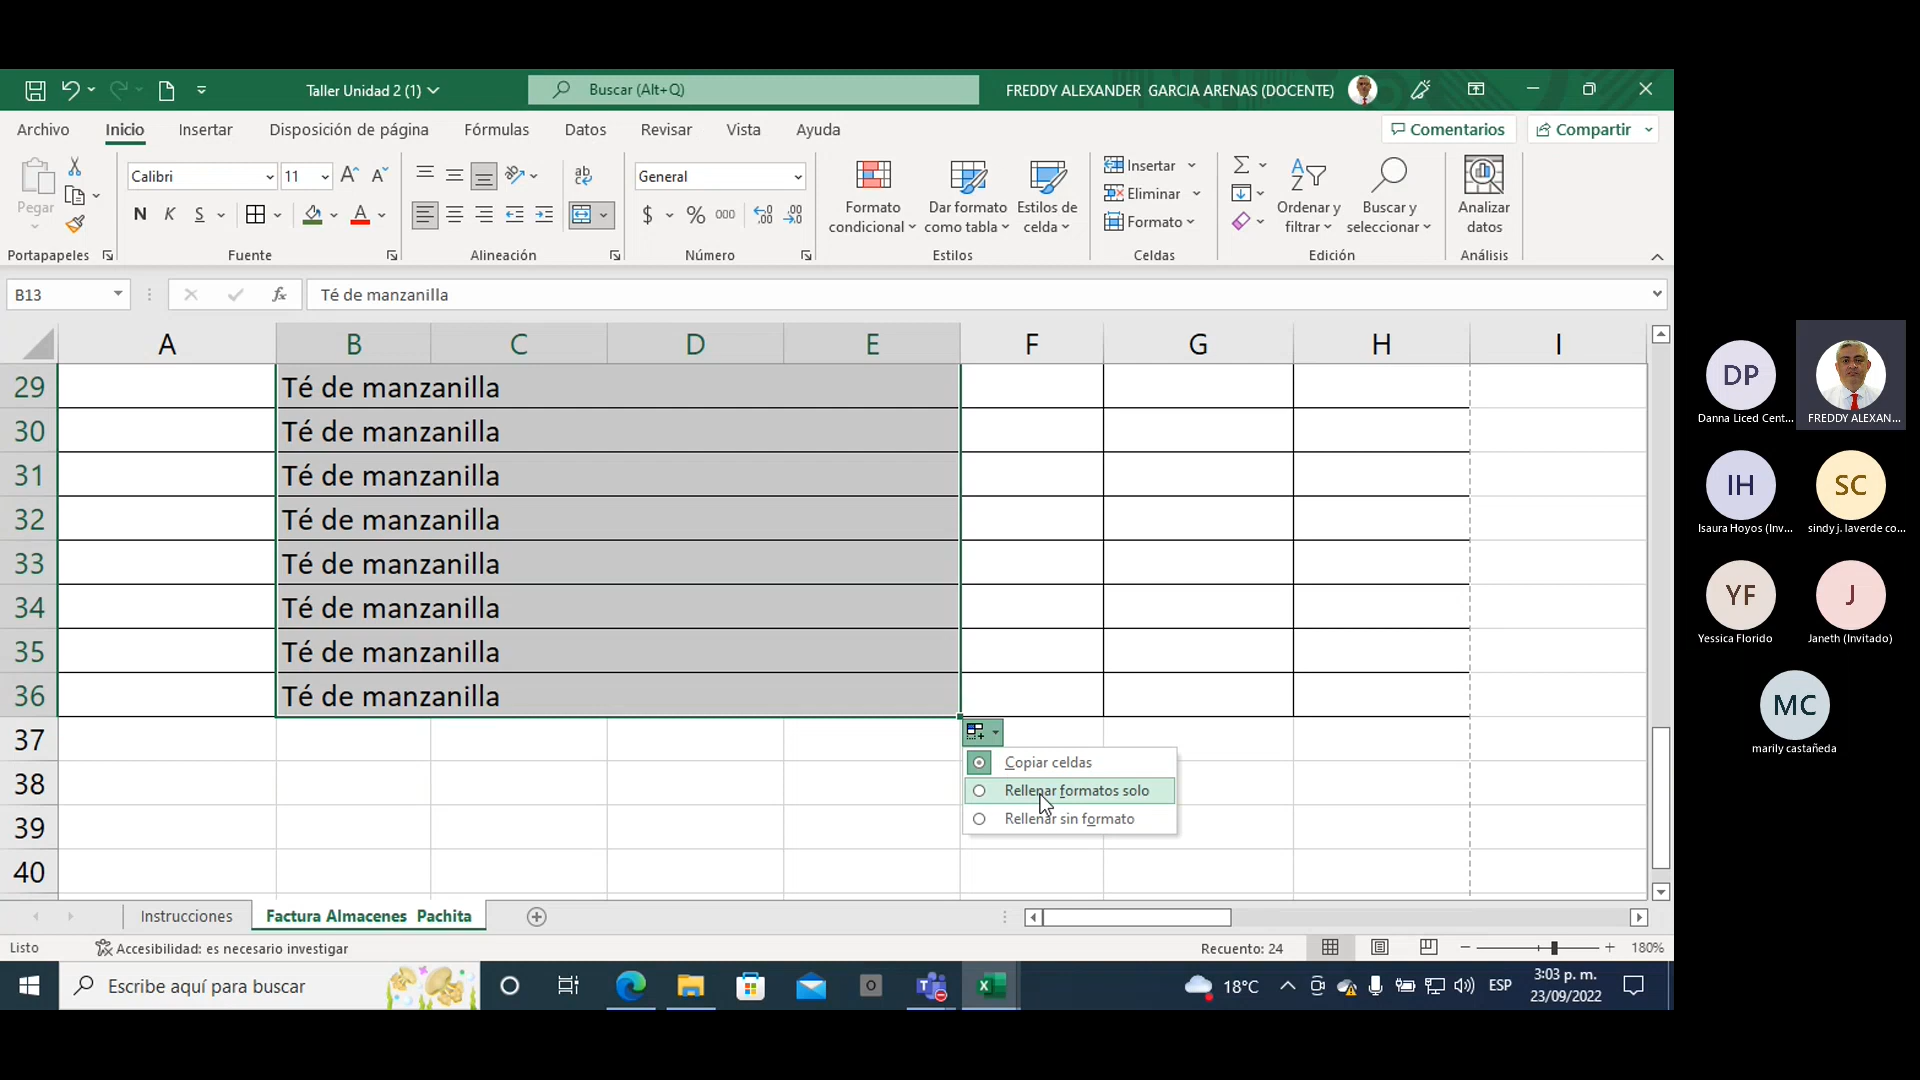 Taller Unidad 2 (1)
Buscar (Alt+Q)
FREDDY ALEXANDER GARCIA ARENAS (DOCENTE)
Archivo
Inicio
Insertar
Disposición de página
Fórmulas
Datos
Revisar
Vista
Ayuda
Comentarios
Compartir
Pegar
Portapapeles
Calibri
11
N K S
Fuente
ab
Alineación
General
$ % 000
Número
Formato condicional
Dar formato como tabla
Estilos de celda
Estilos
Insertar
Eliminar
Formato
Celdas
Ordenar y filtrar
Buscar y seleccionar
Edición
Analizar datos
Análisis
B13
fx
Té de manzanilla
A B C D E F G H I
29 Té de manzanilla
30 Té de manzanilla
31 Té de manzanilla
32 Té de manzanilla
33 Té de manzanilla
34 Té de manzanilla
35 Té de manzanilla
36 Té de manzanilla
37
Copiar celdas
38
Rellenar formatos solo
Rellenar sin formato
39
40
Instrucciones
Factura Almacenes Pachita
Listo
Accesibilidad: es necesario investigar
Recuento: 24
180%
Escribe aquí para buscar
18°C
ESP
3:03 p. m.
23/09/2022
DP
Danna Liced Cent...
FREDDY ALEXAN...
IH
Isaura Hoyos (Inv...
SC
sindy j. laverde co...
YF
Yessica Florido
J
Janeth (Invitado)
MC
marily castañeda